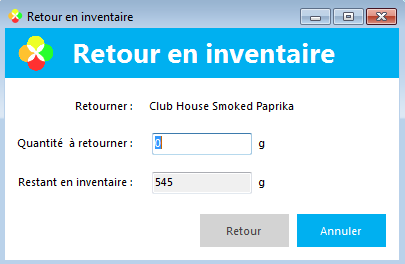 Retour en inventaire
Retour en inventaire
Retourner : Club House Smoked Paprika
Quantité à retourner : 0 g
Restant en inventaire : 545 g
Retour Annuler